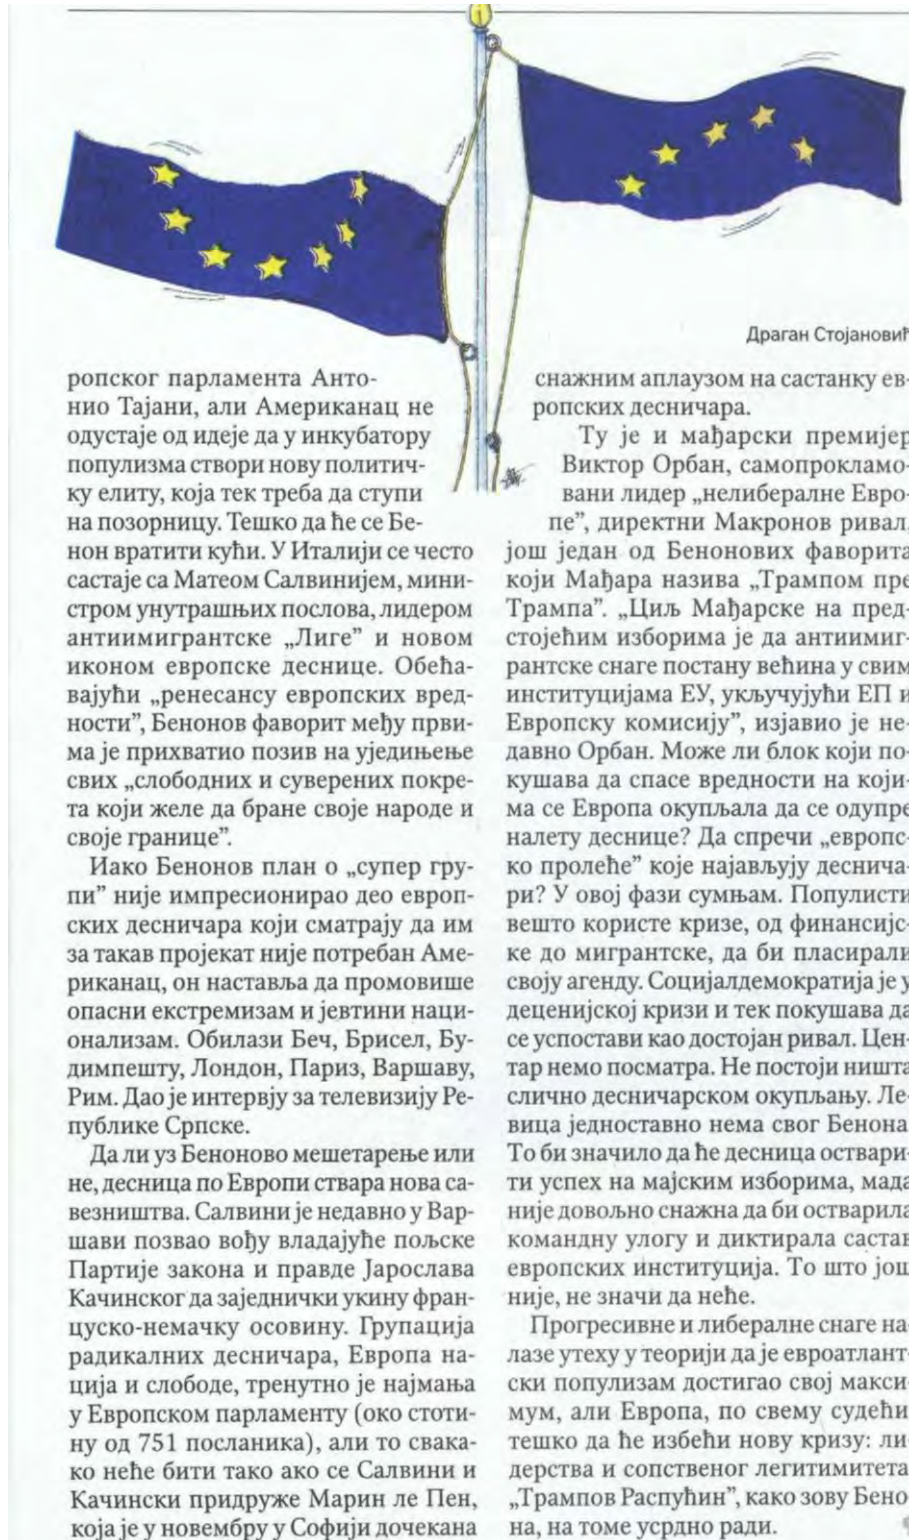 Драган Стојановић
ропског парламента Анто-
нио Тајани, али Американац не
одустаје од идеје да у инкубатору
популизма створи нову политич-
ку елиту, која тек треба да ступи
на позорницу. Тешко да ће се Бе-
нон вратити кући. У Италији се често
састаје са Матеом Салвинијем, мини-
стром унутрашњих послова, лидером
антиимигрантске „Лиге” и новом
иконом европске деснице. Обећа-
вајући „ренесансу европских вред-
ности”, Бенонов фаворит међу први-
ма је прихватио позив на уједињење
свих „слободних и суверених покре-
та који желе да бране своје народе и
своје границе”.
Иако Бенонов план о „супер гру-
пи” није импресионирао део европ-
ских десничара који сматрају да им
за такав пројекат није потребан Аме-
риканац, он наставља да промовише
опасни екстремизам и јевтини наци-
онализам. Обилази Беч, Брисел, Бу-
димпешту, Лондон, Париз, Варшаву,
Рим. Дао је интервју за телевизију Ре-
публике Српске.
Да ли уз Беноново мешетарење или
не, десница по Европи ствара нова са-
везништва. Салвини је недавно у Вар-
шави позвао вођу владајуће пољске
Партије закона и правде Јарослава
Качинског да заједнички укину фран-
цуско-немачку осовину. Групација
радикалних десничара, Европа на-
ција и слободе, тренутно је најмања
у Европском парламенту (око стоти-
ну од 751 посланика), али то свака-
ко неће бити тако ако се Салвини и
Качински придруже Марин ле Пен,
која је у новембру у Софији дочекана
снажним аплаузом на састанку ев-
ропских десничара.
Ту је и мађарски премијер
Виктор Орбан, самопрокламо-
вани лидер „нелибералне Евро-
пе”, директни Макронов ривал,
још један од Бенонових фаворита
који Мађара назива „Трампом пре
Трампа”. „Циљ Мађарске на пред-
стојећим изборима је да антиимиг-
рантске снаге постану већина у свим
институцијама ЕУ, укључујући ЕП и
Европску комисију”, изјавио је не-
давно Орбан. Може ли блок који по-
кушава да спасе вредности на који-
ма се Европа окупљала да се одупре
налету деснице? Да спречи „европс-
ко пролеће” које најављују деснича-
ри? У овој фази сумњам. Популисти
вешто користе кризе, од финансијс-
ке до мигрантске, да би пласирали
своју агенду. Социјалдемократија је у
деценијској кризи и тек покушава да
се успостави као достојан ривал. Цен-
тар немо посматра. Не постоји ништа
слично десничарском окупљању. Ле-
вица једноставно нема свог Бенона.
То би значило да ће десница оствари-
ти успех на мајским изборима, мада
није довољно снажна да би остварила
командну улогу и диктирала састав
европских институција. То што још
није, не значи да неће.
Прогресивне и либералне снаге на-
лазе утеху у теорији да је евроатлант-
ски популизам достигао свој макси-
мум, али Европа, по свему судећи
тешко да ће избећи нову кризу: ли-
дерства и сопственог легитимитета
„Трампов Распућин”, како зову Бено-
на, на томе усрдно ради.